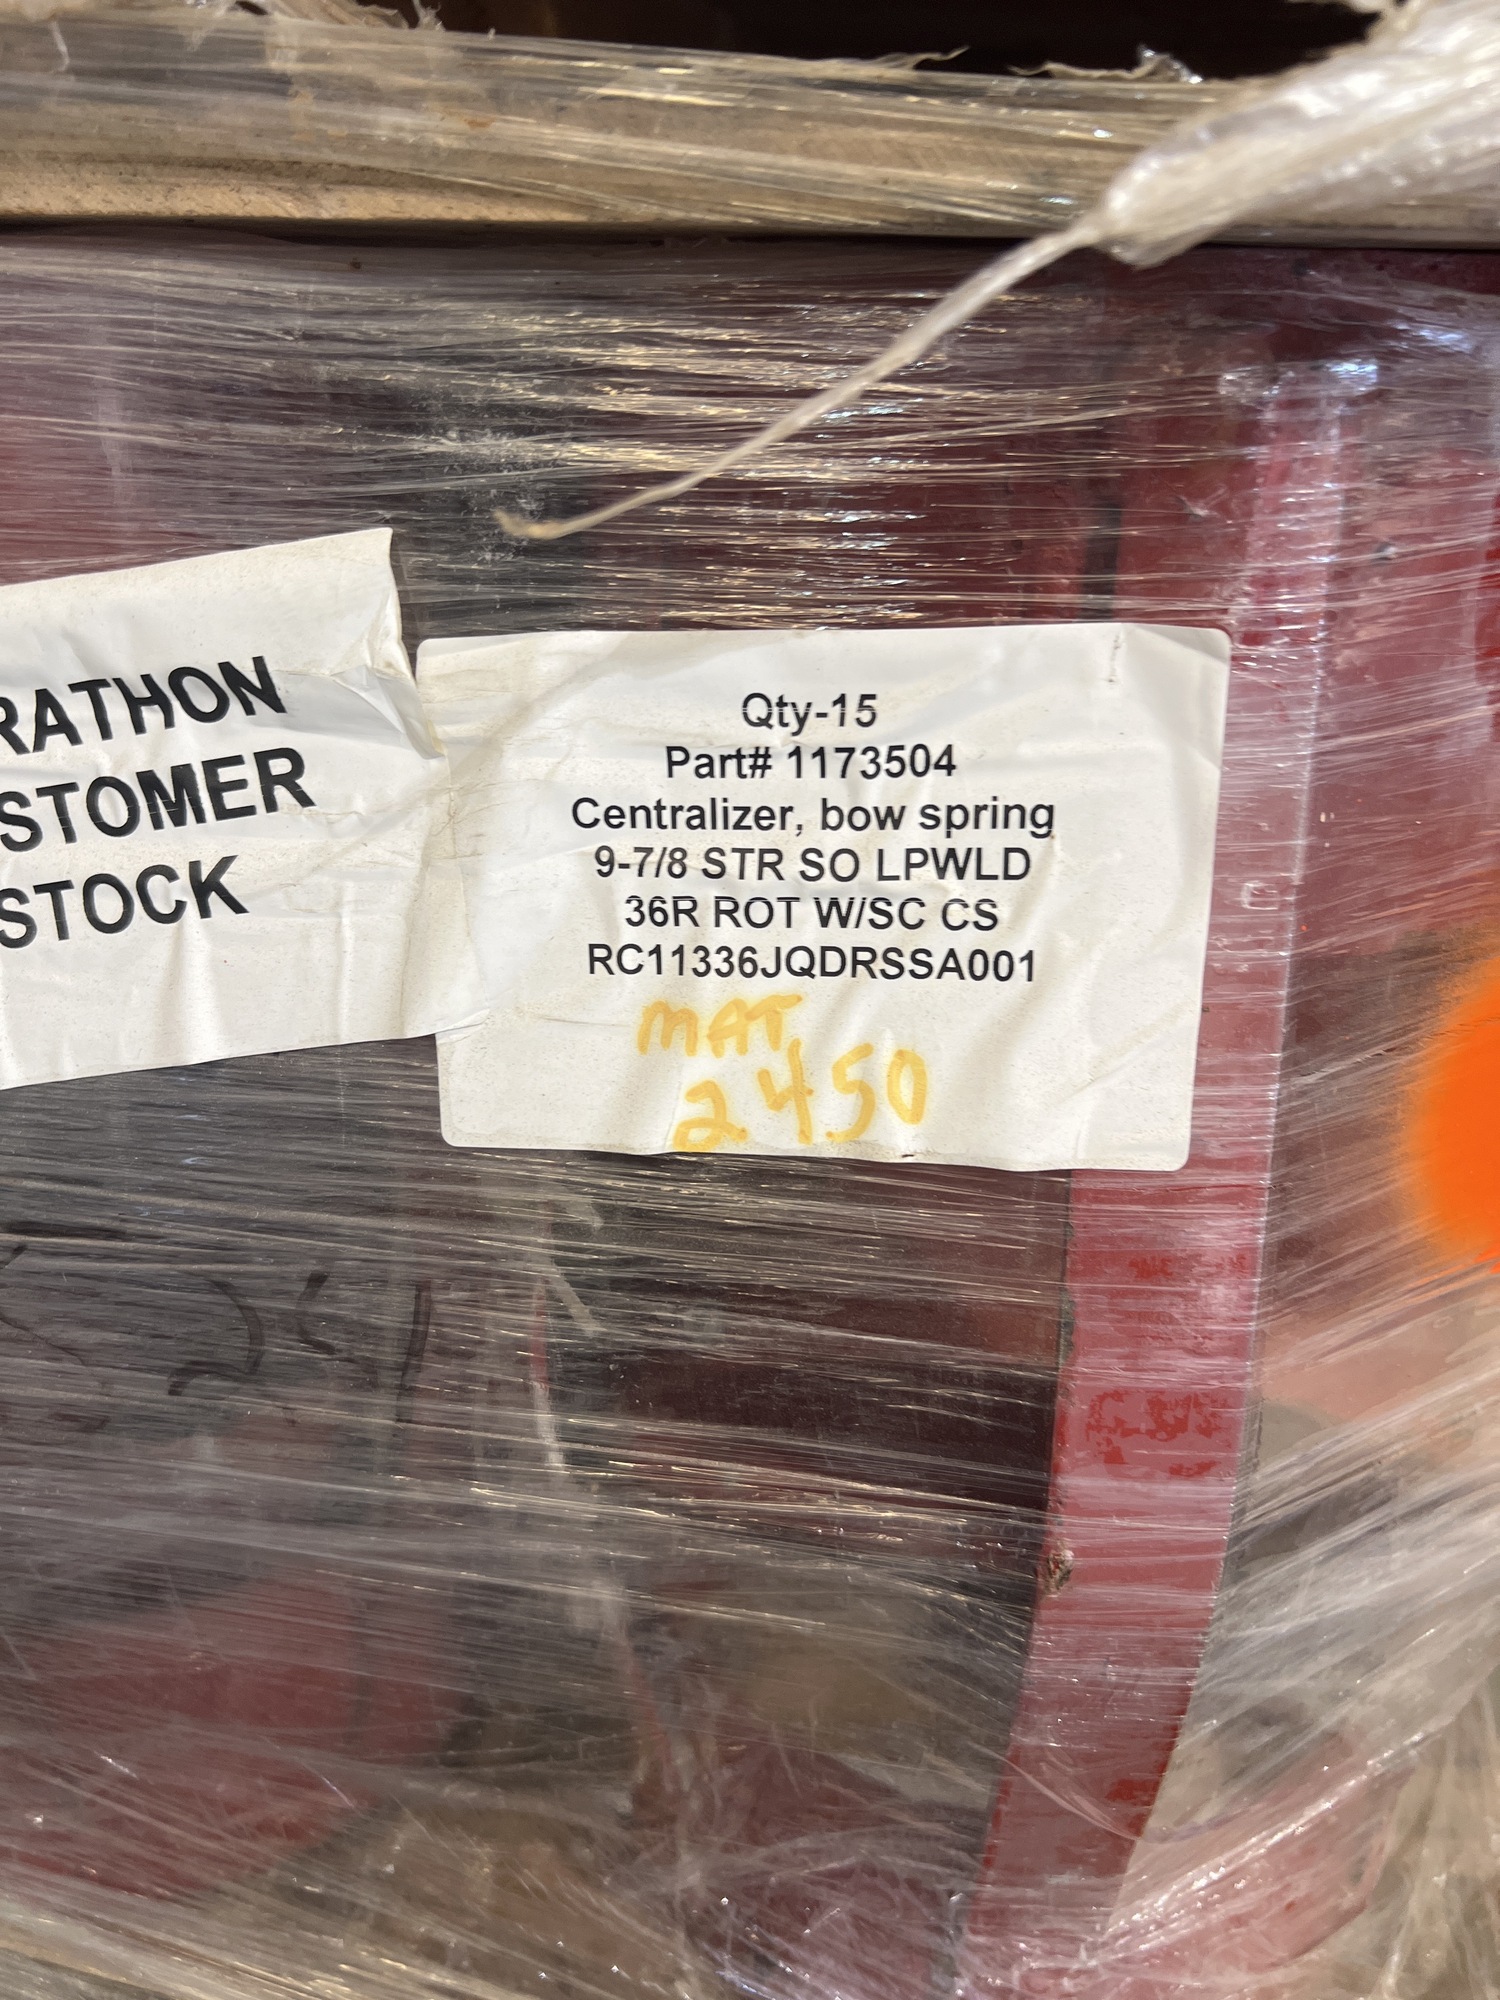 RATHON
STOMER
STOCK
Qty-15
Part# 1173504
Centralizer, bow spring
9-7/8 STR SO LPWLD
36R ROT W/SC CS
RC11336JQDRSSA001
MAT
2450